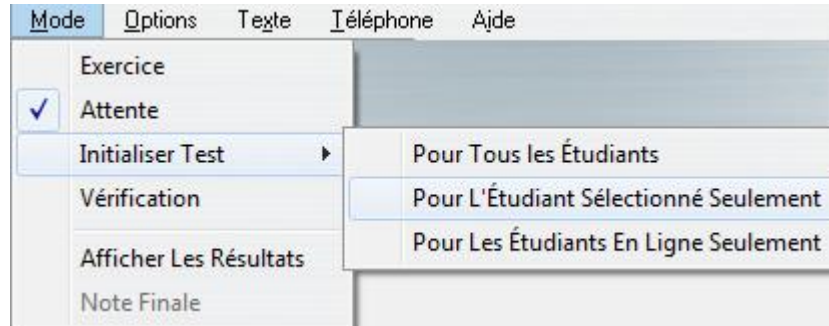 Mode Options Texte Téléphone Aide
Exercice
Attente
Initialiser Test
Pour Tous les Étudiants
Pour L'Étudiant Sélectionné Seulement
Pour Les Étudiants En Ligne Seulement
Vérification
Afficher Les Résultats
Note Finale